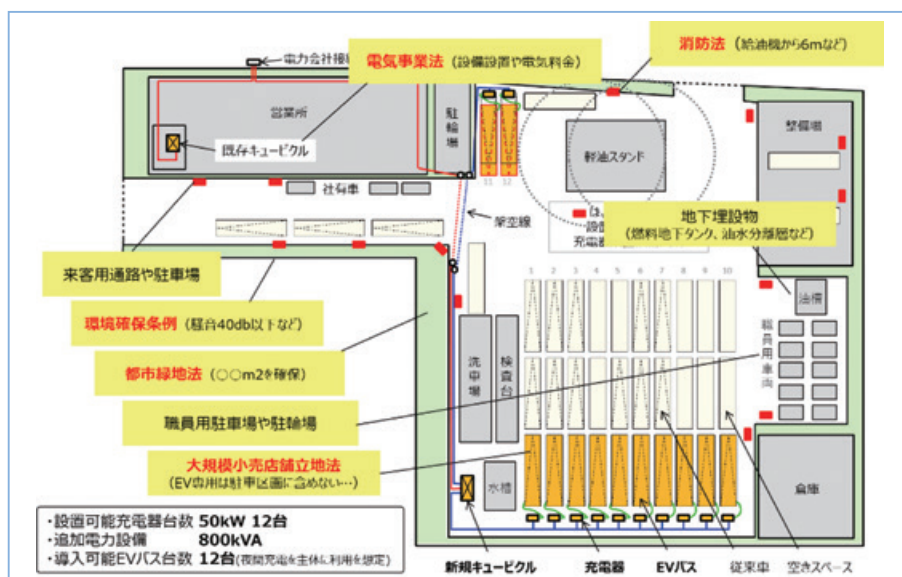 電力会社接続
電気事業法 (設備設置や電気料金)
消防法 (給油機から6mなど)
営業所
駐輪場
既存キュービクル
11 12
軽油スタンド
整備場
社有車
架空線
設備
充電器
地下埋設物
(燃料地下タンク、油水分離層など)
来客用通路や駐車場
環境確保条例 (騒音40db以下など)
都市緑地法 (○○m2を確保)
職員用駐車場や駐輪場
大規模小売店舗立地法
(EV専用は駐車区画に含めない…)
1 2 3 4 5 6 7 8 9 10
洗車場
検査台
油槽
職員用車両
水槽
倉庫
・設置可能充電器台数 50kW 12台
・追加電力設備 800kVA
・導入可能EVバス台数 12台(夜間充電を主体に利用を想定)
新規キュービクル
充電器
EVバス
従来車
空きスペース